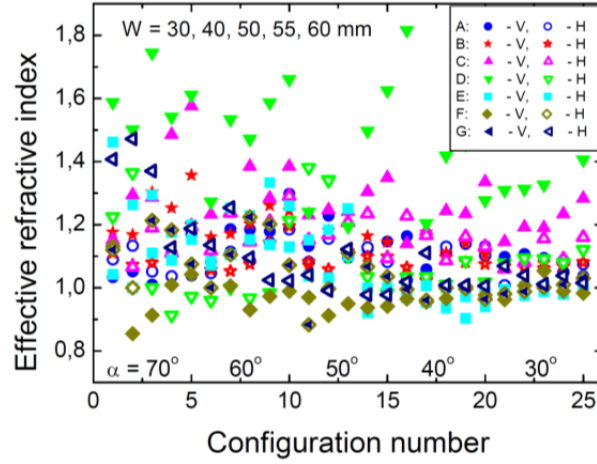 1,8
1,6
1,4
1,2
1,0
0,8
Effective refractive index
W = 30, 40, 50, 55, 60 mm
A: - V, - H
B: - V, - H
C: - V, - H
D: - V, - H
E: - V, - H
F: - V, - H
G: - V, - H
α = 70° 60° 50° 40° 30°
0 5 10 15 20 25
Configuration number